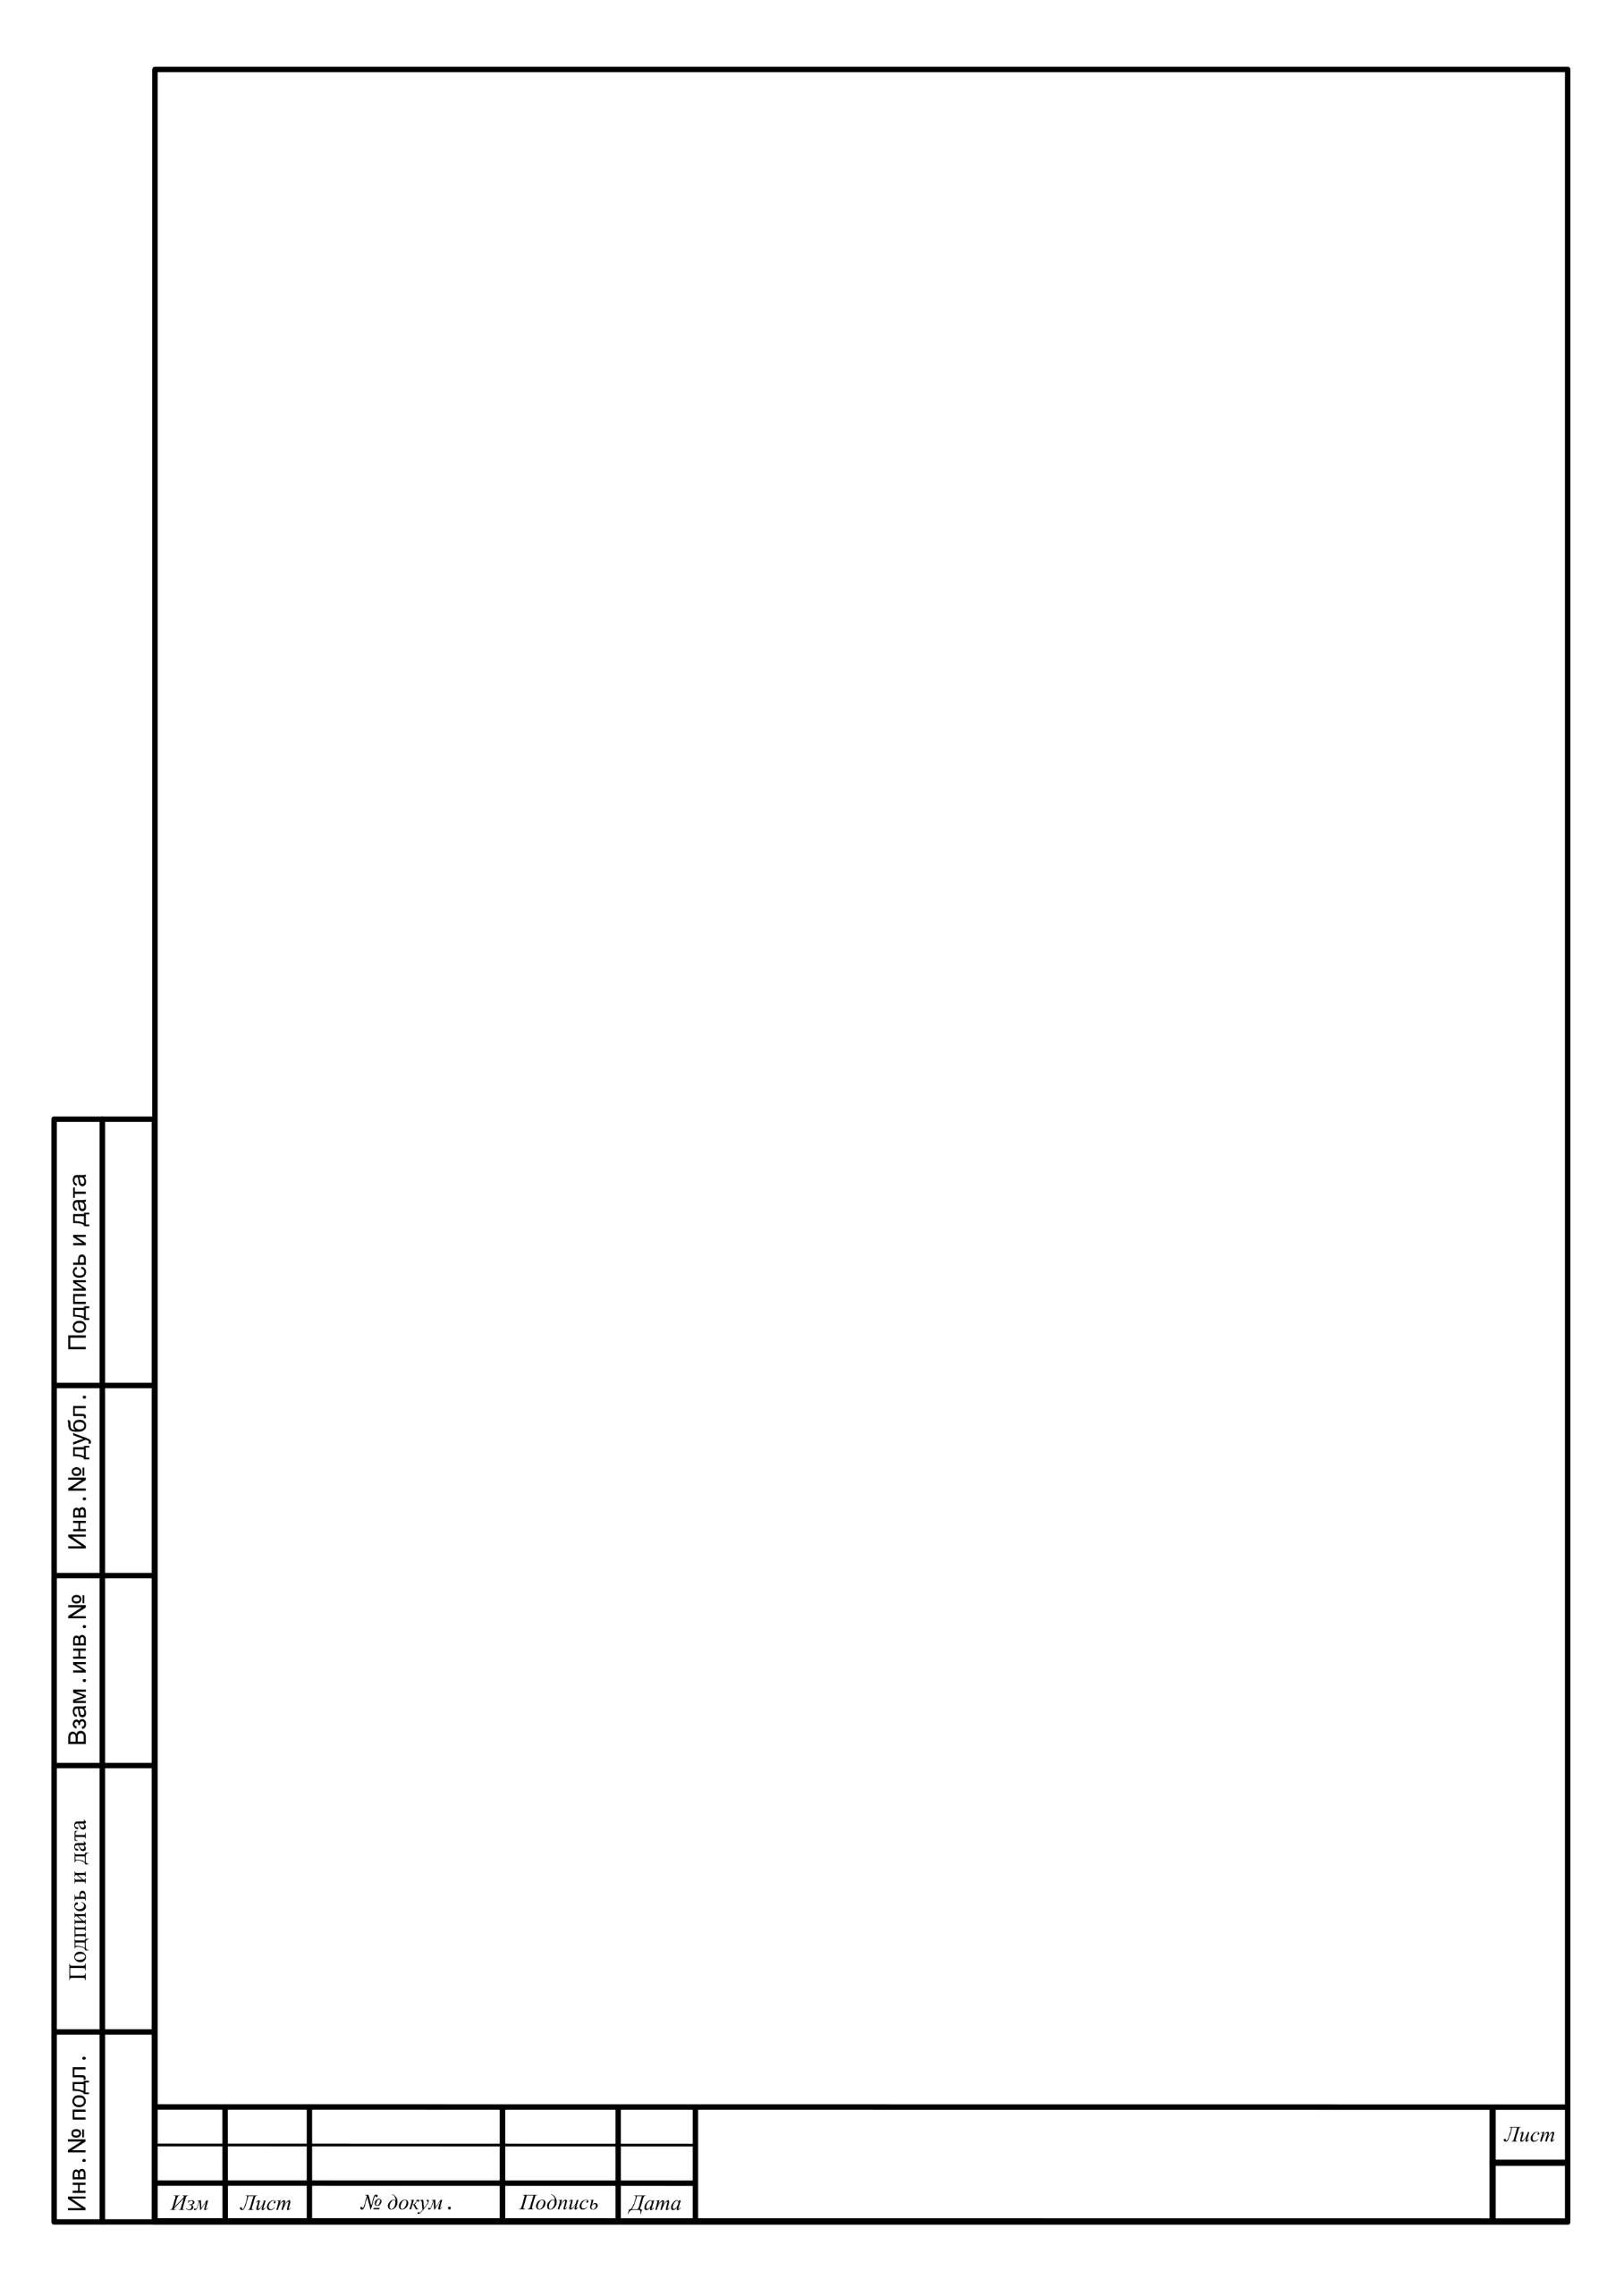 Подпись и дата
Инв.№ дубл.
Взам.инв.№
Подпись и дата
Инв.№ подл.
Лист
Изм Лист № докум. Подпись Дата